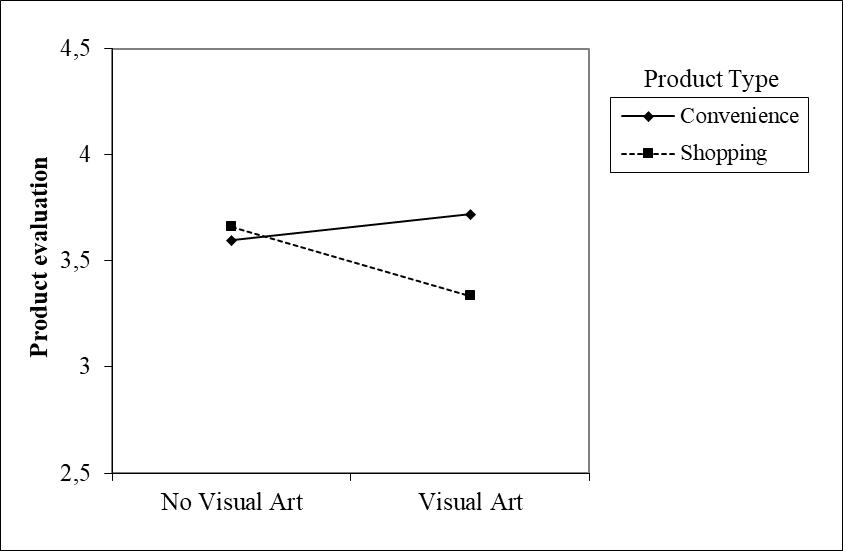 4,5
4
3,5
3
2,5
Product evaluation
No Visual Art
Visual Art
Product Type
Convenience
Shopping